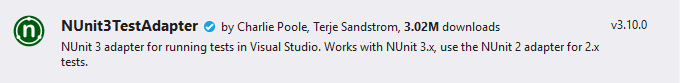 NUnit3TestAdapter by Charlie Poole, Terje Sandstrom, 3.02M downloads v3.10.0
NUnit 3 adapter for running tests in Visual Studio. Works with NUnit 3.x, use the NUnit 2 adapter for 2.x
tests.